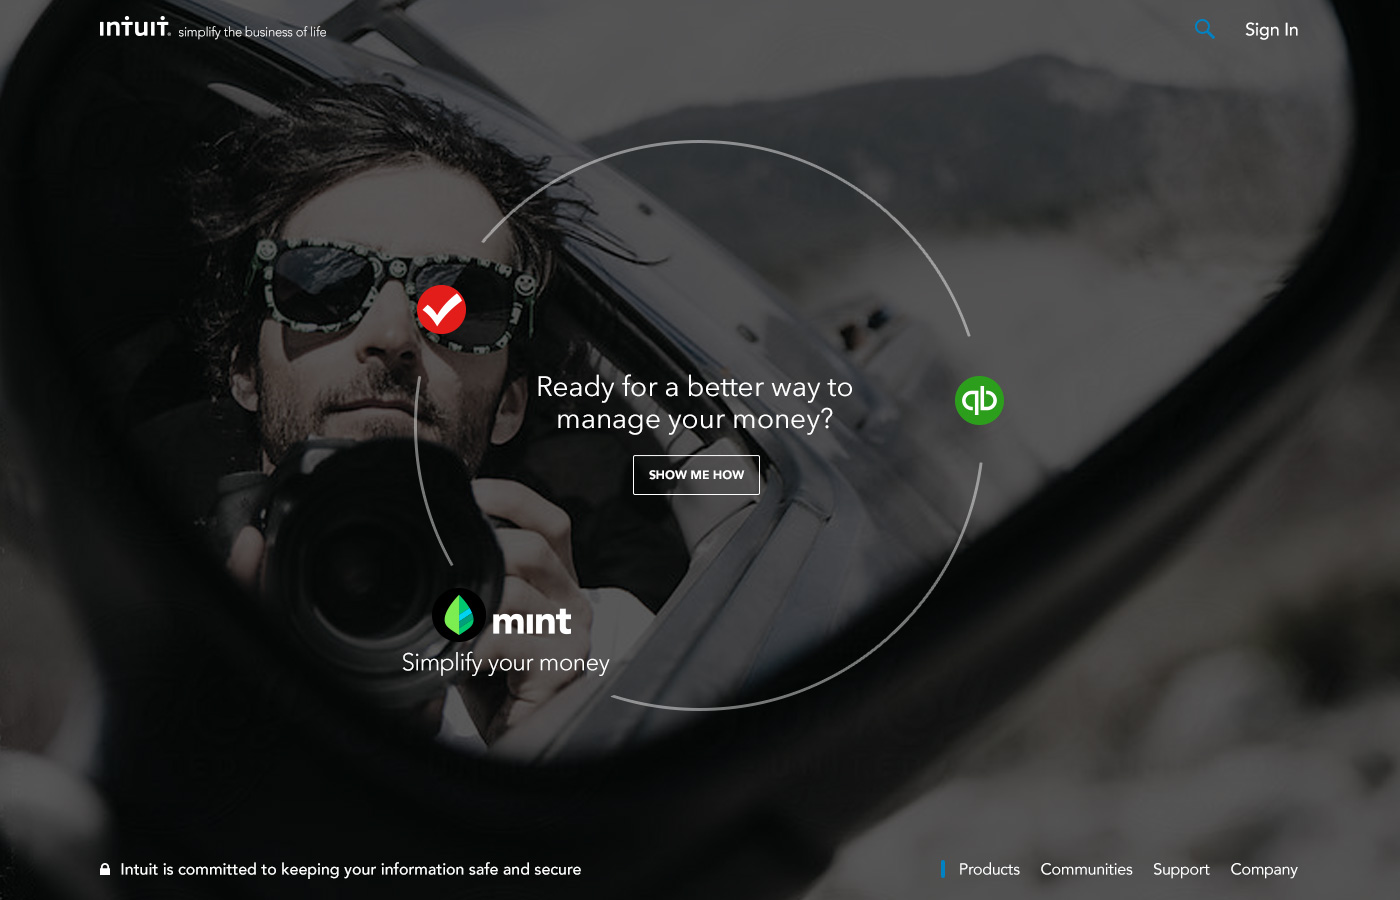 intuit. simplify the business of life
Sign In
Ready for a better way to
manage your money?
SHOW ME HOW
qb
mint
Simplify your money
Intuit is committed to keeping your information safe and secure
Products Communities Support Company